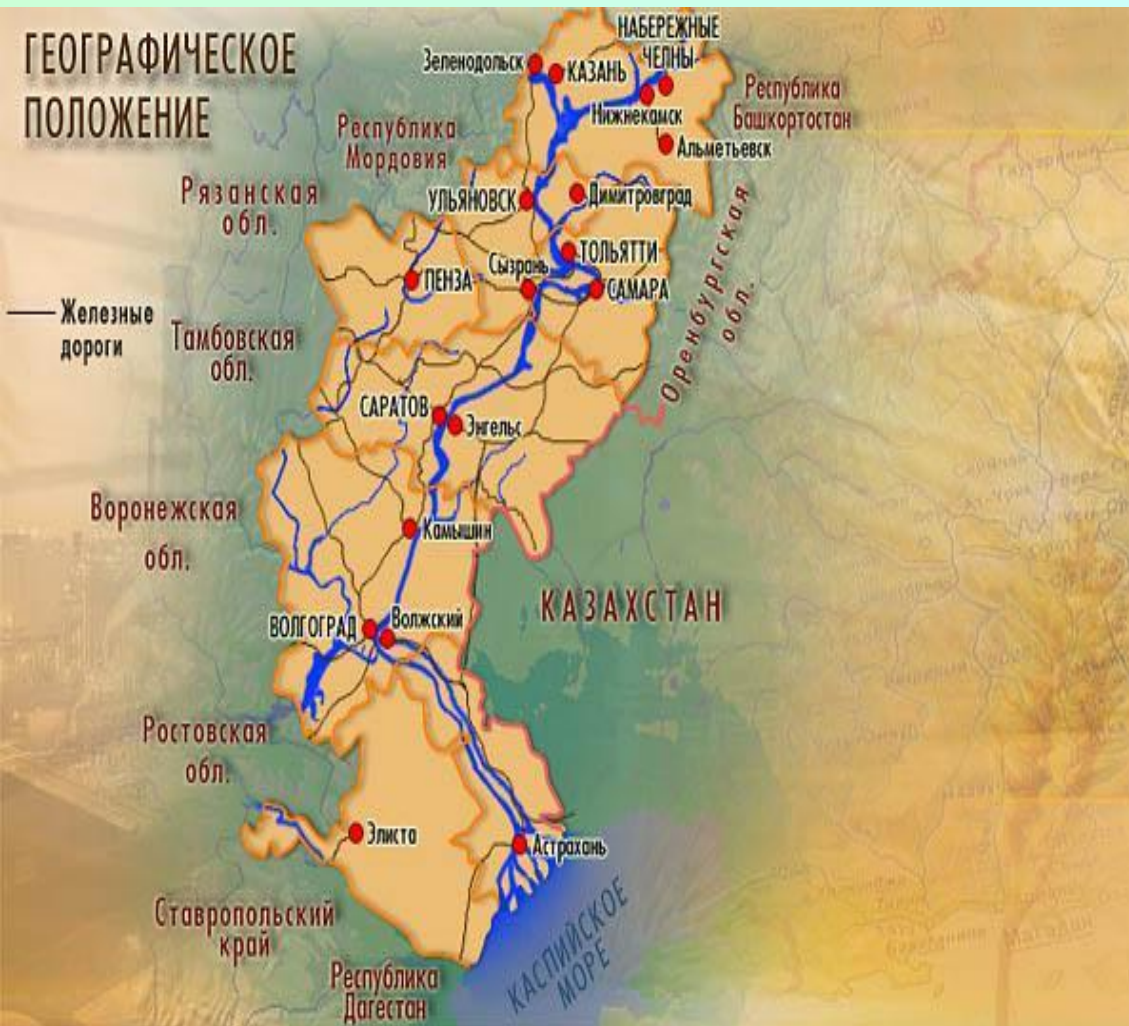 ГЕОГРАФИЧЕСКОЕ
ПОЛОЖЕНИЕ
НАБЕРЕЖНЫЕ
ЧЕЛНЫ
Зеленодольск
КАЗАНЬ
Нижнекамск
Республика
Башкортостан
Альметьевск
Республика
Мордовия
Рязанская
обл.
УЛЬЯНОВСК
Димитровград
ТОЛЬЯТТИ
Сызрань
ПЕНЗА
САМАРА
Оренбургская
обл.
Железные
дороги
Тамбовская
обл.
САРАТОВ
Энгельс
Воронежская
обл.
Камышин
КАЗАХСТАН
ВОЛГОГРАД
Волжский
Ростовская
обл.
Элиста
Астрахань
Ставропольский
край
КАСПИЙСКОЕ
МОРЕ
Республика
Дагестан
Магадан